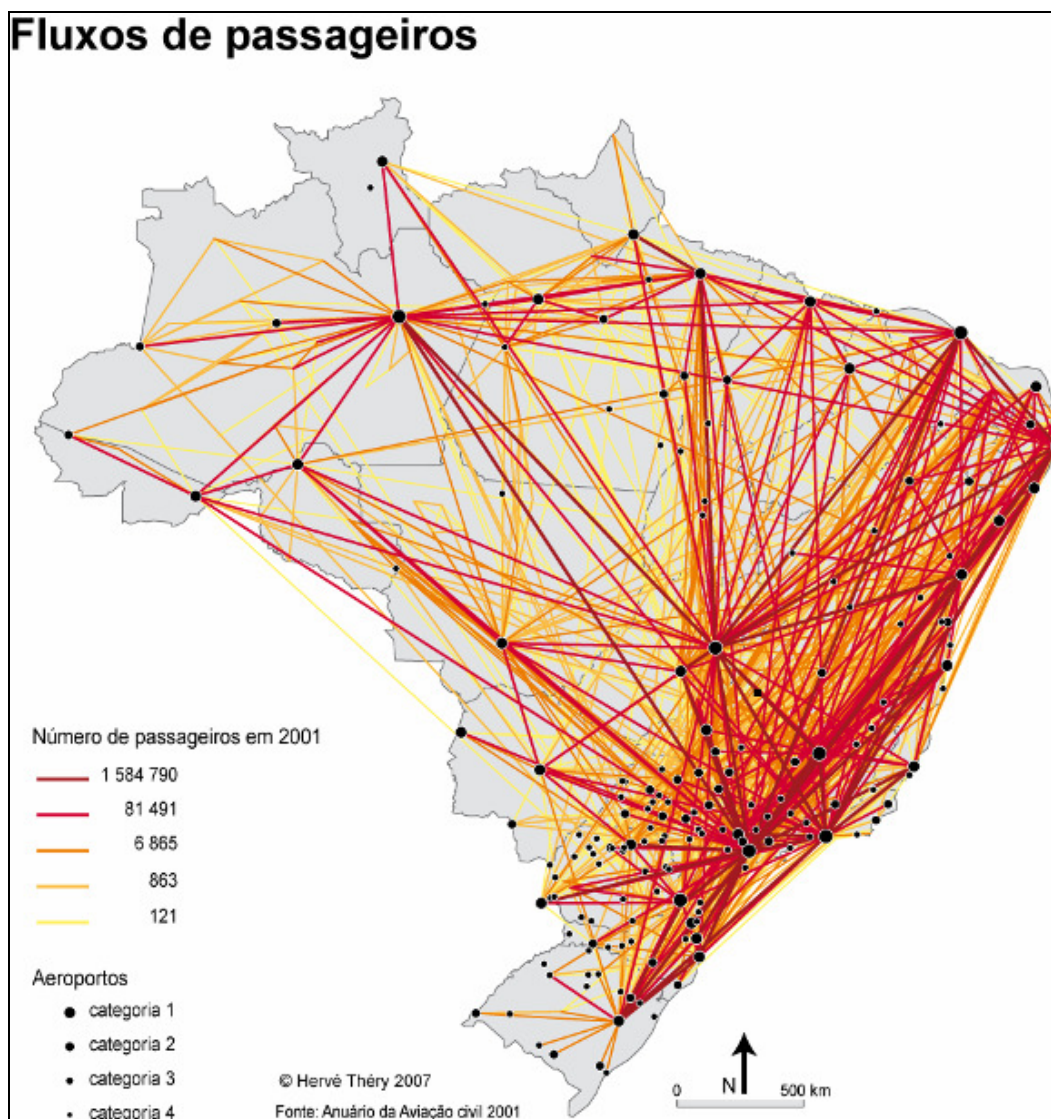 Fluxos de passageiros
Número de passageiros em 2001
1 584 790
81 491
6 865
863
121
Aeroportos
categoria 1
categoria 2
categoria 3
categoria 4
© Hervé Théry 2007
Fonte: Anuário da Aviação civil 2001
N
0 500 km